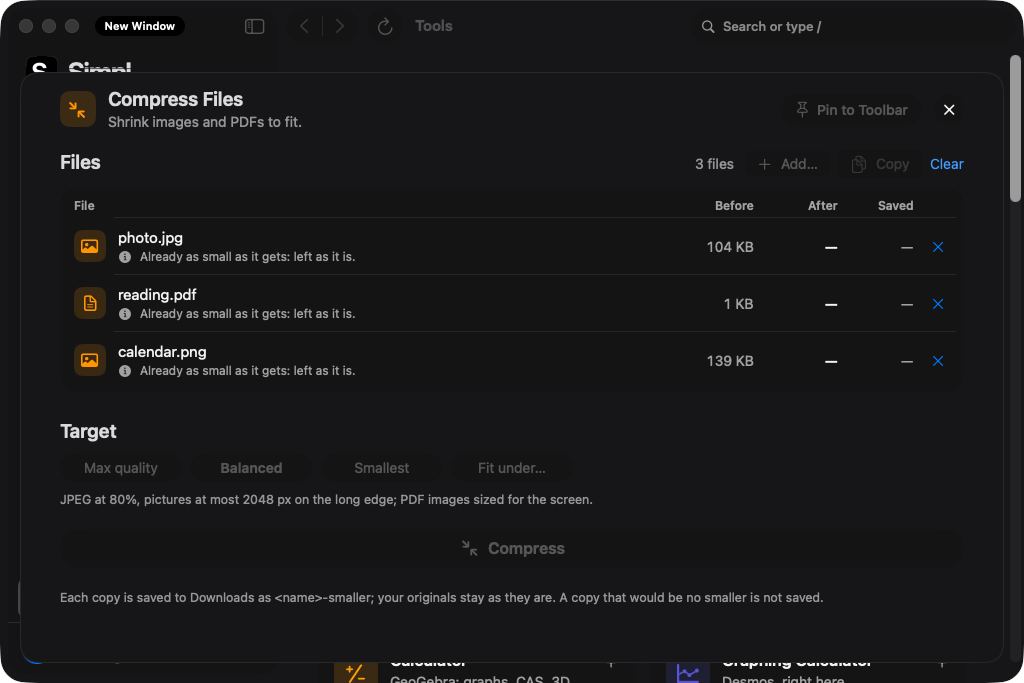 New Window
Tools
Search or type /
Simpl
Compress Files
Shrink images and PDFs to fit.
Pin to Toolbar
Files
3 files
Add...
Copy
Clear
File Before After Saved
photo.jpg
Already as small as it gets: left as it is.
104 KB — —
reading.pdf
Already as small as it gets: left as it is.
1 KB — —
calendar.png
Already as small as it gets: left as it is.
139 KB — —
Target
Max quality Balanced Smallest Fit under...
JPEG at 80%, pictures at most 2048 px on the long edge; PDF images sized for the screen.
Compress
Each copy is saved to Downloads as <name>-smaller; your originals stay as they are. A copy that would be no smaller is not saved.
Calculator
GeoGebra: graphs, CAS, 3D
Graphing Calculator
Desmos, right here